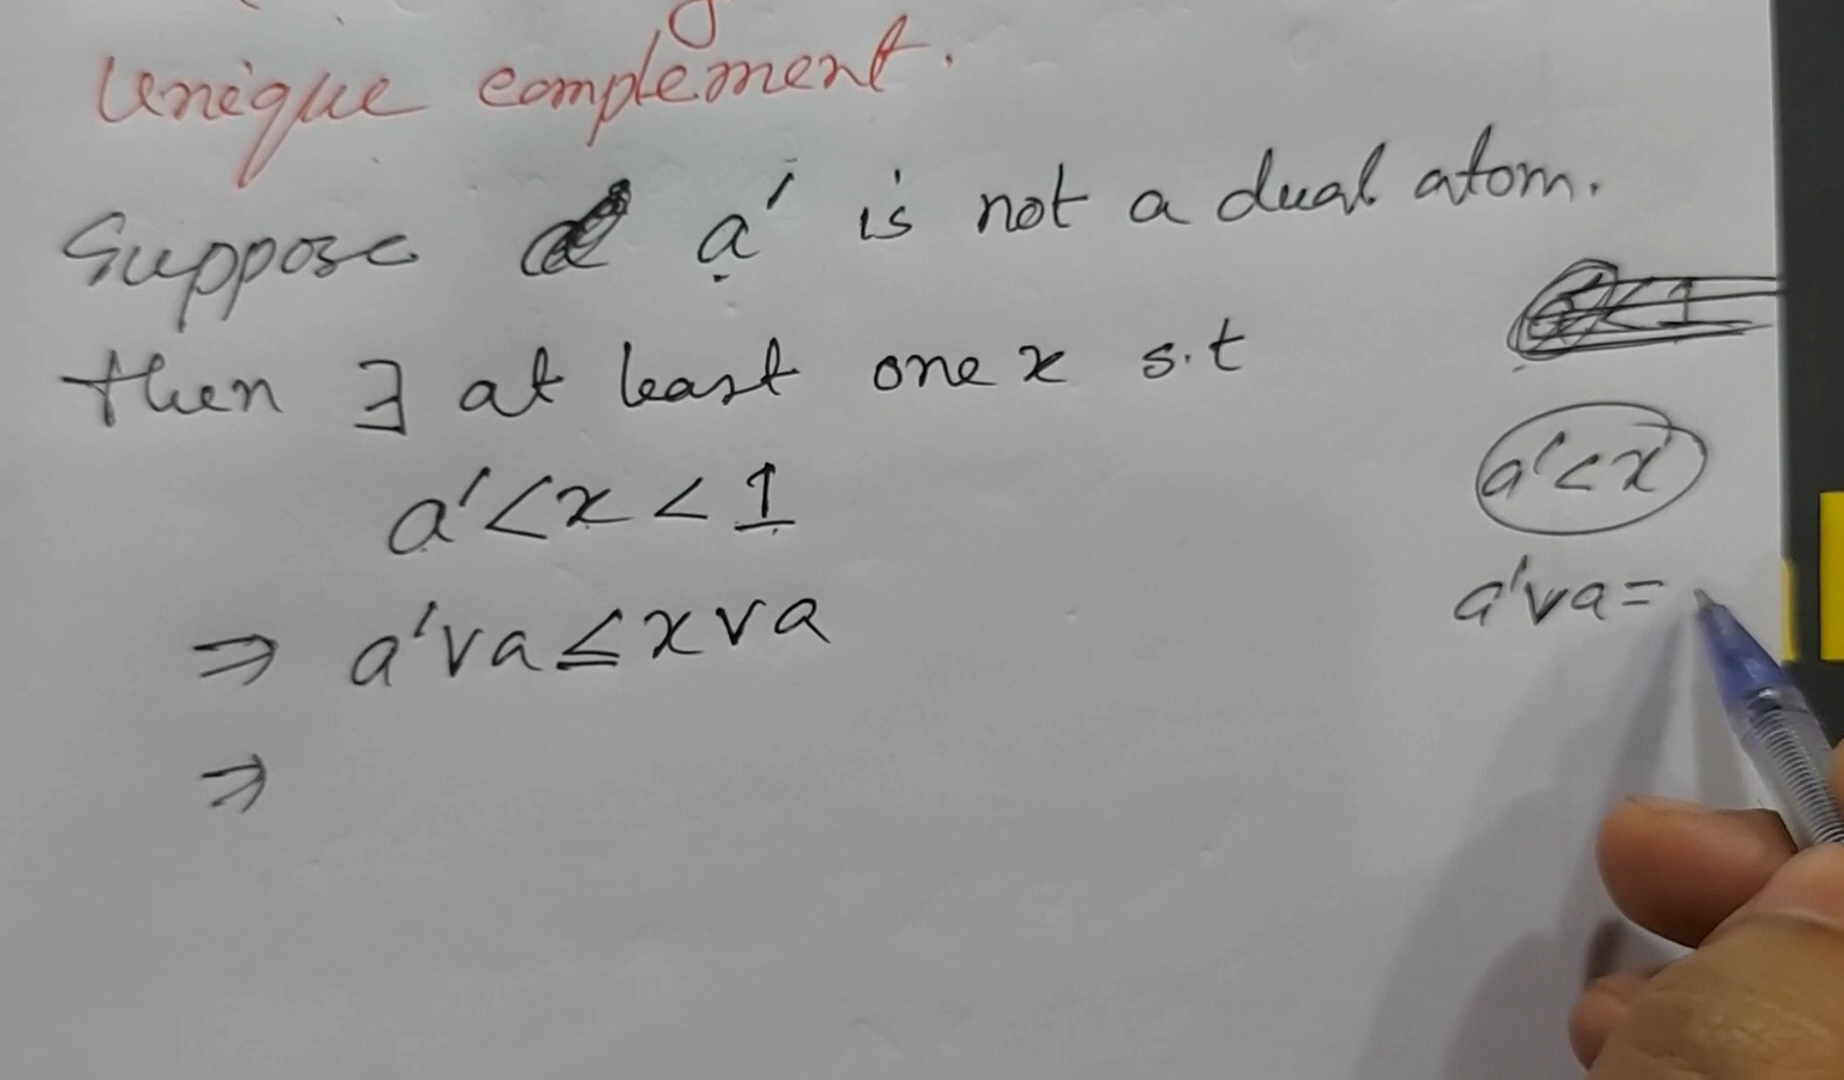 Unique complement.
Suppose a' is not a dual atom.
then ∃ at least one x s.t
a' < x < 1
a' < x
⇒ a' ∨ a ≤ x ∨ a
a' ∨ a =
⇒